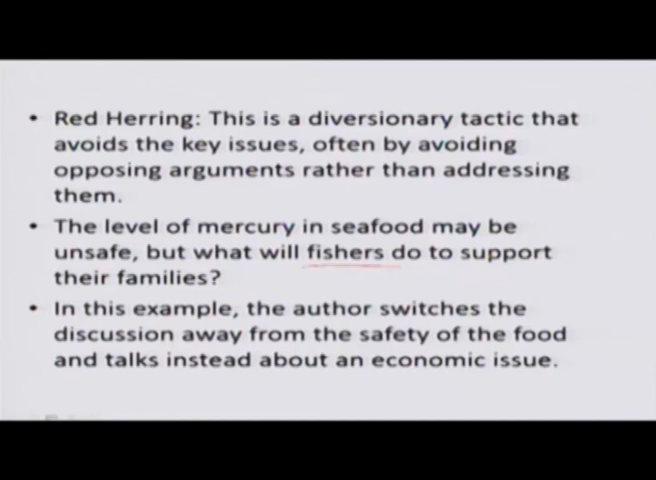 • Red Herring: This is a diversionary tactic that
avoids the key issues, often by avoiding
opposing arguments rather than addressing
them.
• The level of mercury in seafood may be
unsafe, but what will fishers do to support
their families?
• In this example, the author switches the
discussion away from the safety of the food
and talks instead about an economic issue.